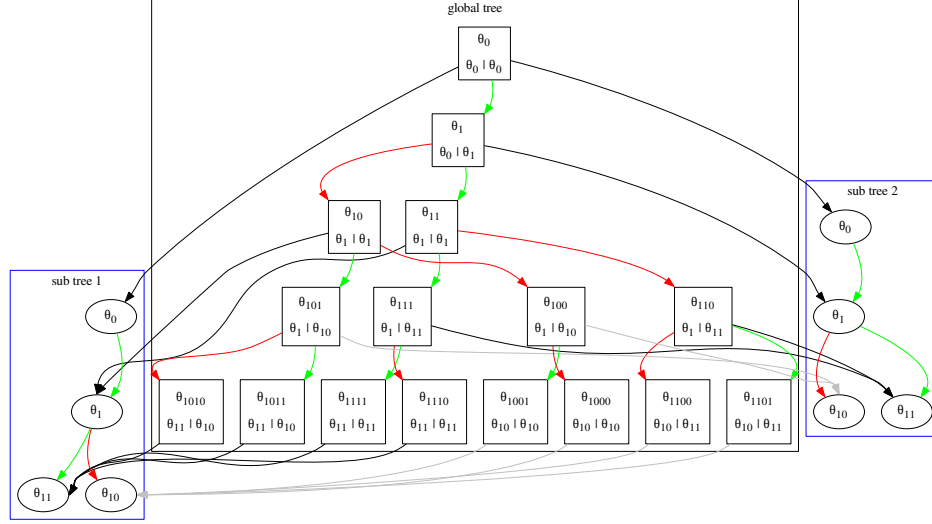 global tree
θ₀
θ₀ | θ₀
θ₁
θ₀ | θ₁
sub tree 2
θ₁₀
θ₁ | θ₁
θ₁₁
θ₁ | θ₁
θ₀
sub tree 1
θ₀
θ₁₀₁
θ₁ | θ₁₀
θ₁₁₁
θ₁ | θ₁₁
θ₁₀₀
θ₁ | θ₁₀
θ₁₁₀
θ₁ | θ₁₁
θ₁
θ₁
θ₁₀₁₀
θ₁₁ | θ₁₀
θ₁₀₁₁
θ₁₁ | θ₁₀
θ₁₁₁₁
θ₁₁ | θ₁₁
θ₁₁₁₀
θ₁₁ | θ₁₁
θ₁₀₀₁
θ₁₀ | θ₁₀
θ₁₀₀₀
θ₁₀ | θ₁₀
θ₁₁₀₀
θ₁₀ | θ₁₁
θ₁₁₀₁
θ₁₀ | θ₁₁
θ₁₀
θ₁₁
θ₁₁
θ₁₀